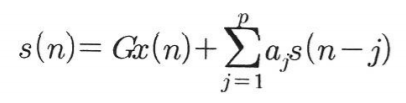 s(n)= Gx(n)+ \sum_{j=1}^{p} a_j s(n-j)